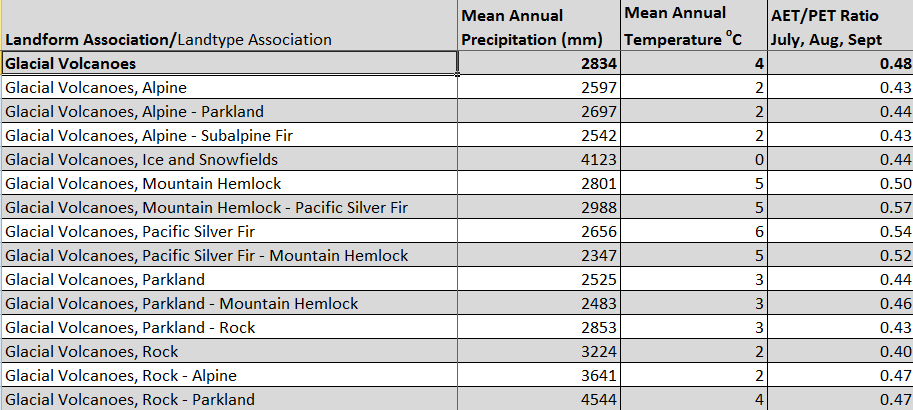 Landform Association/Landtype Association Mean Annual Precipitation (mm) Mean Annual Temperature ºC AET/PET Ratio July, Aug, Sept
Glacial Volcanoes 2834 4 0.48
Glacial Volcanoes, Alpine 2597 2 0.43
Glacial Volcanoes, Alpine - Parkland 2697 2 0.44
Glacial Volcanoes, Alpine - Subalpine Fir 2542 2 0.43
Glacial Volcanoes, Ice and Snowfields 4123 0 0.44
Glacial Volcanoes, Mountain Hemlock 2801 5 0.50
Glacial Volcanoes, Mountain Hemlock - Pacific Silver Fir 2988 5 0.57
Glacial Volcanoes, Pacific Silver Fir 2656 6 0.54
Glacial Volcanoes, Pacific Silver Fir - Mountain Hemlock 2347 5 0.52
Glacial Volcanoes, Parkland 2525 3 0.44
Glacial Volcanoes, Parkland - Mountain Hemlock 2483 3 0.46
Glacial Volcanoes, Parkland - Rock 2853 3 0.43
Glacial Volcanoes, Rock 3224 2 0.40
Glacial Volcanoes, Rock - Alpine 3641 2 0.47
Glacial Volcanoes, Rock - Parkland 4544 4 0.47